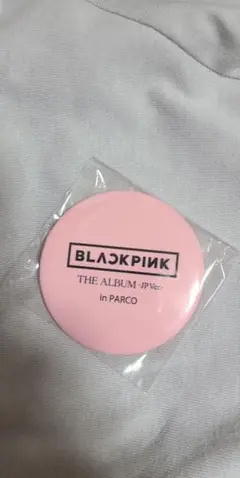 BLACKPINK
THE ALBUM -JP Ver.-
in PARCO